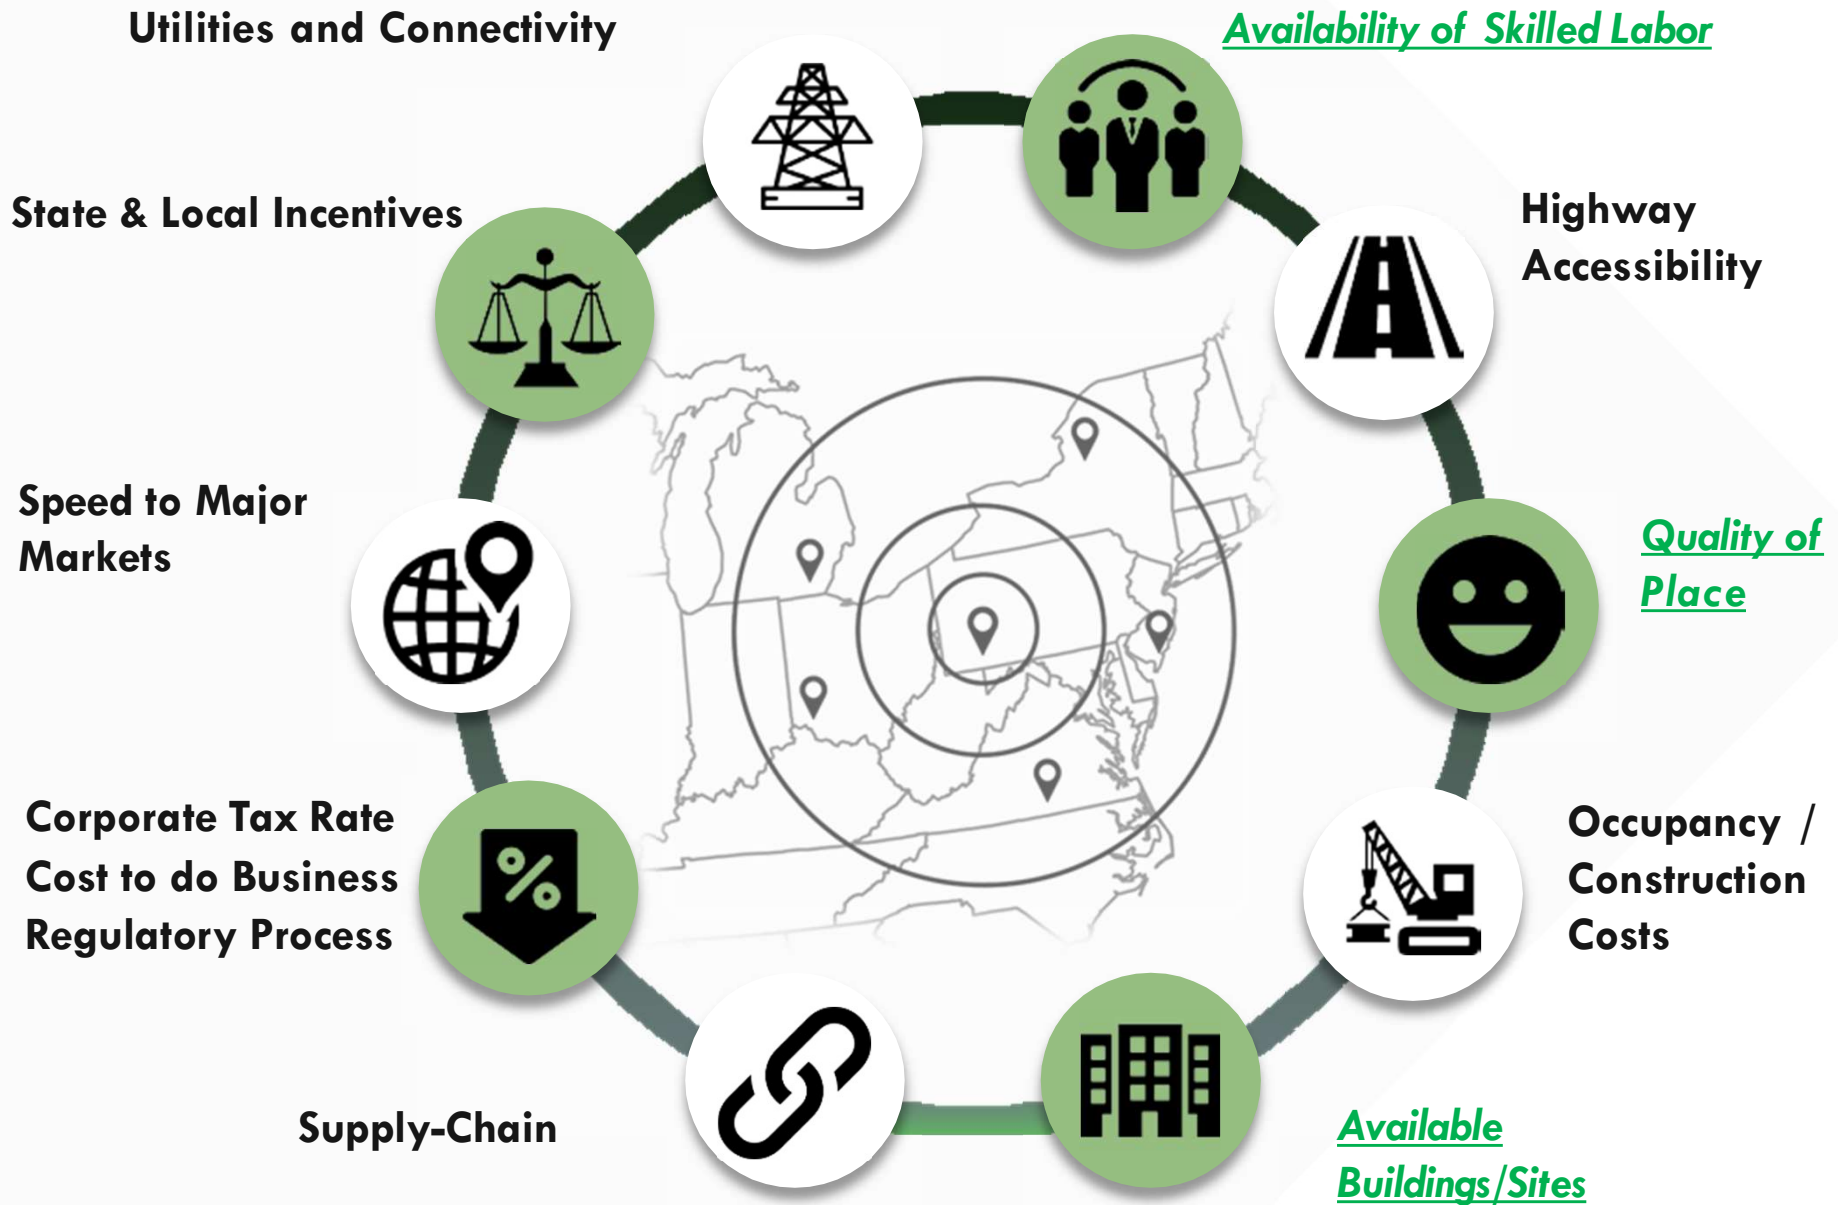 Utilities and Connectivity
Availability of Skilled Labor
State & Local Incentives
Highway
Accessibility
Speed to Major
Markets
Quality of
Place
Corporate Tax Rate
Cost to do Business
Regulatory Process
Occupancy /
Construction
Costs
Supply-Chain
Available
Buildings/Sites
%